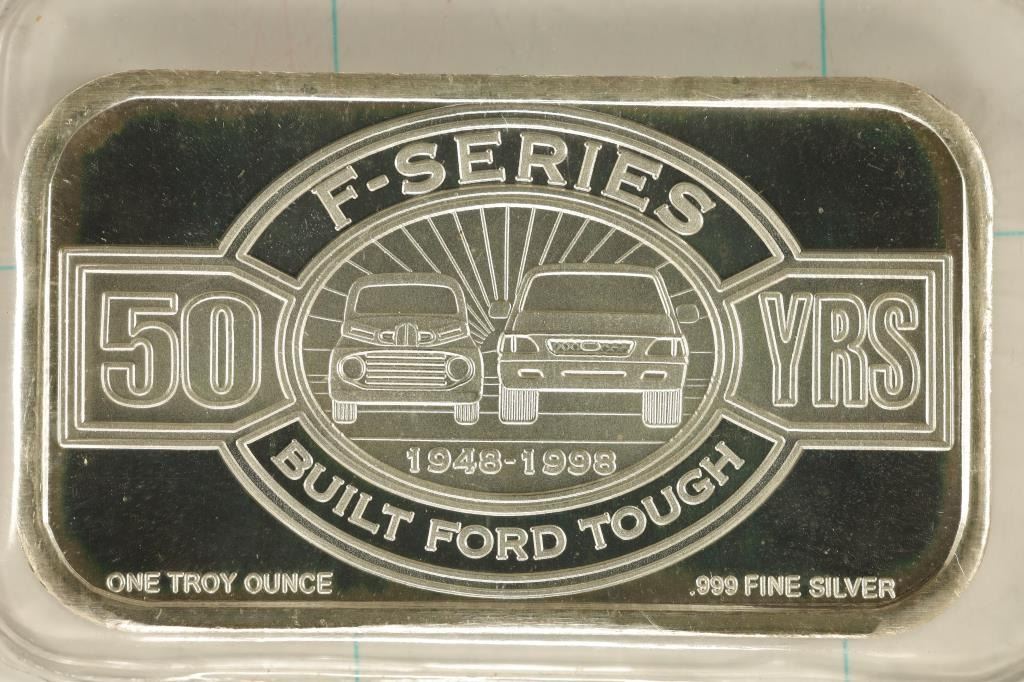 F-SERIES
50 YRS
1948-1998
BUILT FORD TOUGH
ONE TROY OUNCE .999 FINE SILVER